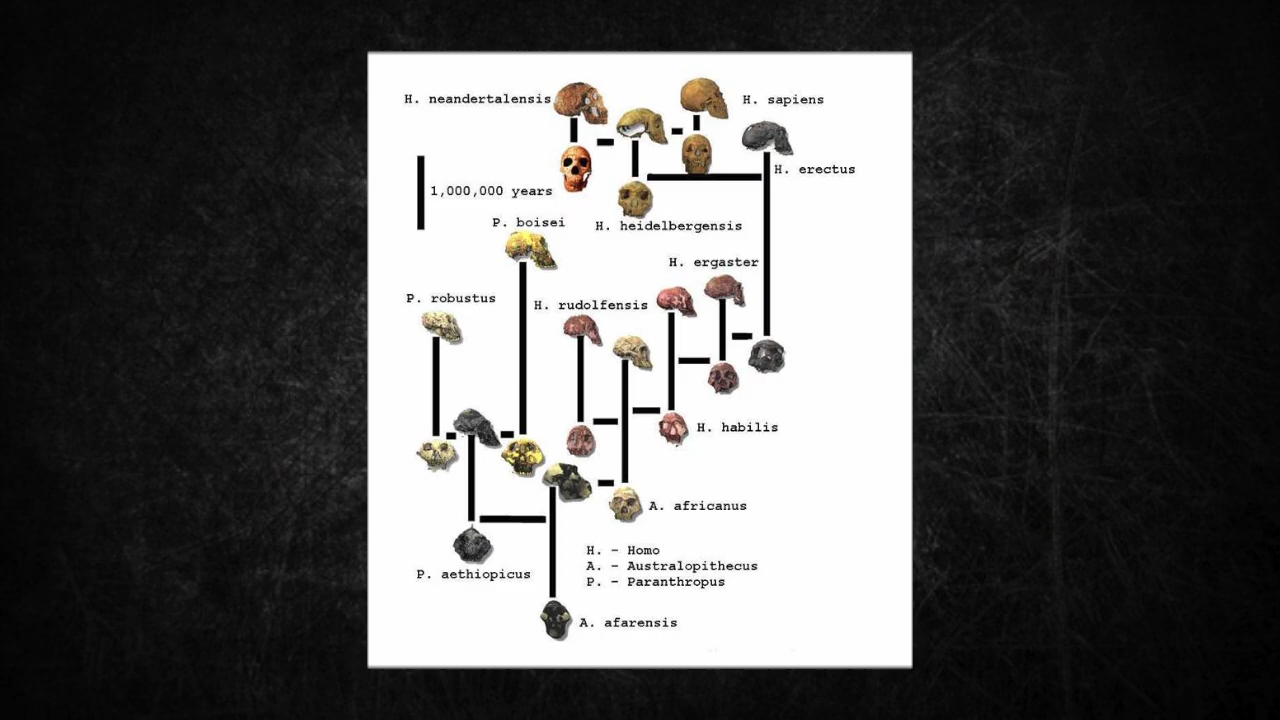 H. neandertalensis
H. sapiens
H. erectus
1,000,000 years
P. boisei
H. heidelbergensis
H. ergaster
P. robustus
H. rudolfensis
H. habilis
A. africanus
H. - Homo
A. - Australopithecus
P. - Paranthropus
P. aethiopicus
A. afarensis